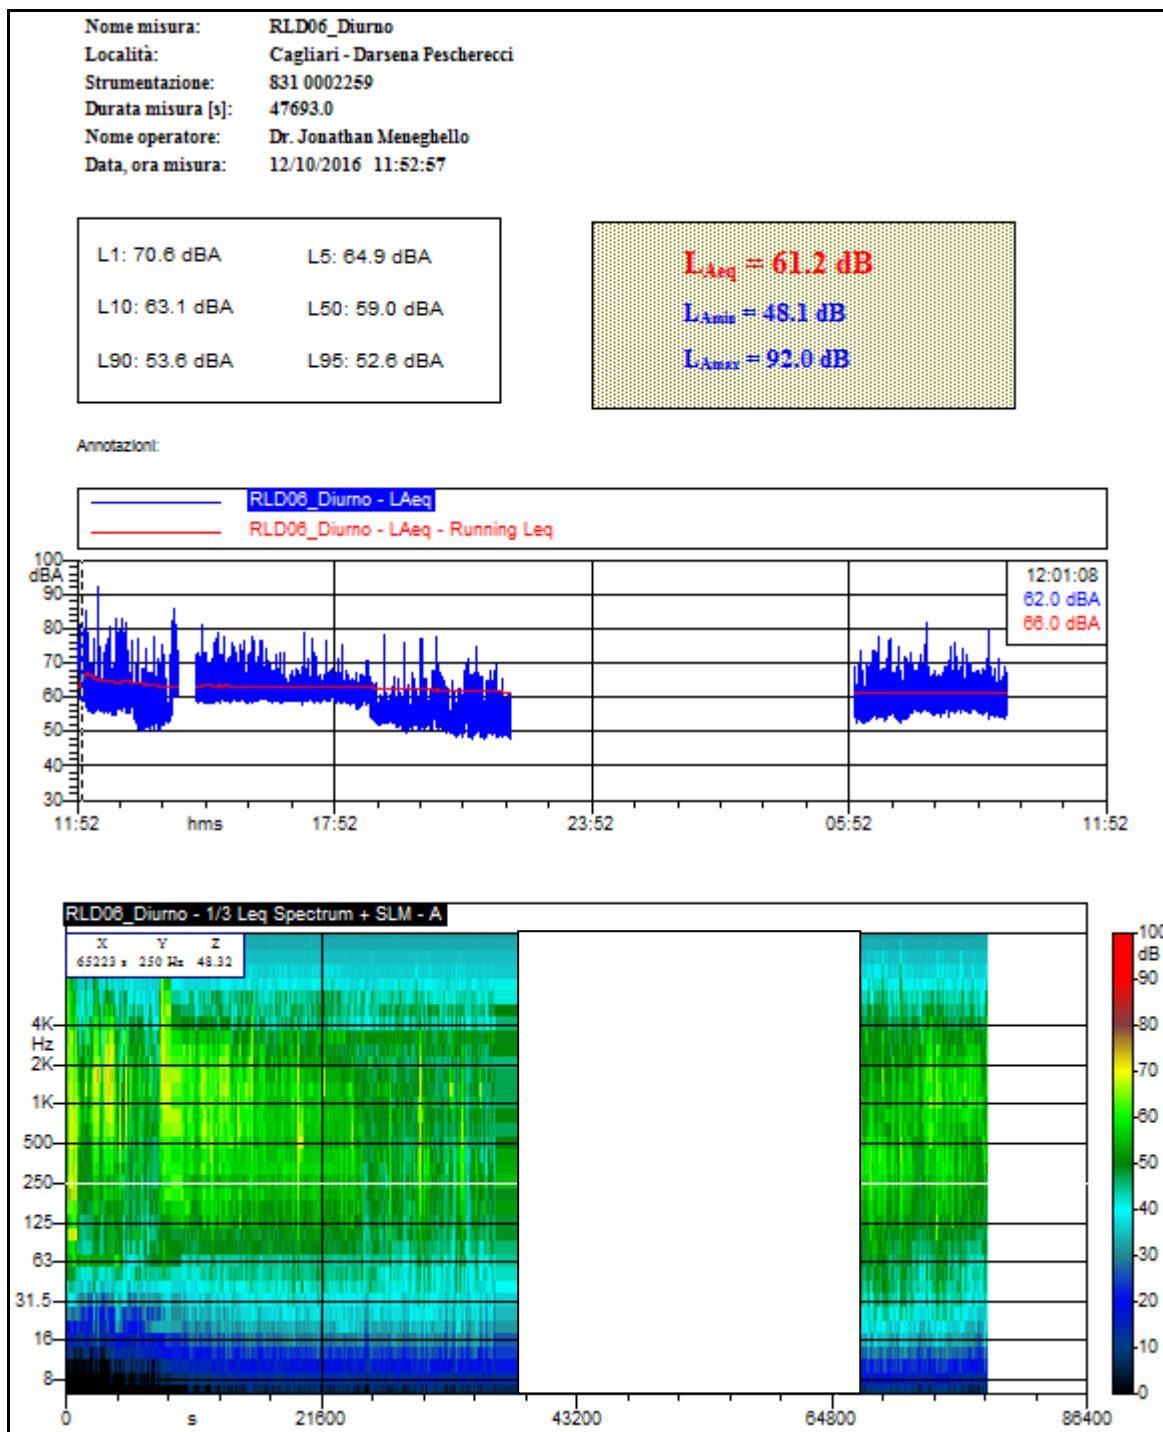 Nome misura: RLD06_Diurno
Località: Cagliari - Darsena Pescherecci
Strumentazione: 831 0002259
Durata misura [s]: 47693.0
Nome operatore: Dr. Jonathan Meneghello
Data, ora misura: 12/10/2016 11:52:57
L1: 70.6 dBA L5: 64.9 dBA
L10: 63.1 dBA L50: 59.0 dBA
L90: 53.6 dBA L95: 52.6 dBA
LAeq = 61.2 dB
LAmin = 48.1 dB
LAmax = 92.0 dB
Annotazioni:
RLD06_Diurno - LAeq
RLD06_Diurno - LAeq - Running Leq
100
dBA
90
80
70
60
50
40
30
12:01:08
62.0 dBA
66.0 dBA
11:52 hms 17:52 23:52 05:52 11:52
RLD06_Diurno - 1/3 Leq Spectrum + SLM - A
X Y Z
65223 s 250 Hz 48.32
4K
Hz
2K
1K
500
250
125
63
31.5
16
8
0 s 21600 43200 64800 86400
100
dB
90
80
70
60
50
40
30
20
10
0